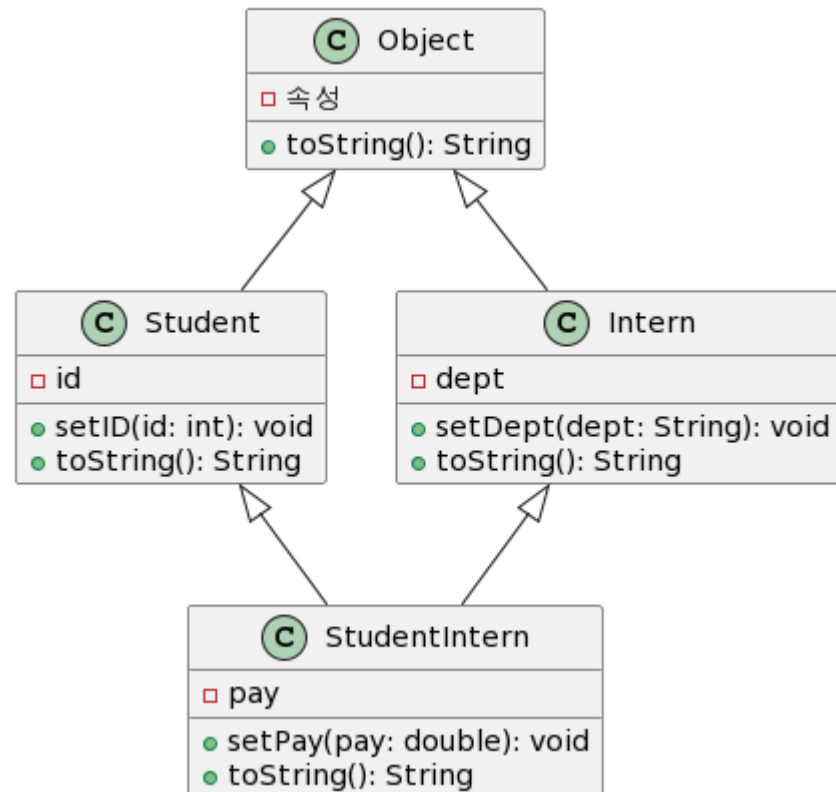 C Object
속성
toString(): String
C Student
id
setID(id: int): void
toString(): String
C Intern
dept
setDept(dept: String): void
toString(): String
C StudentIntern
pay
setPay(pay: double): void
toString(): String